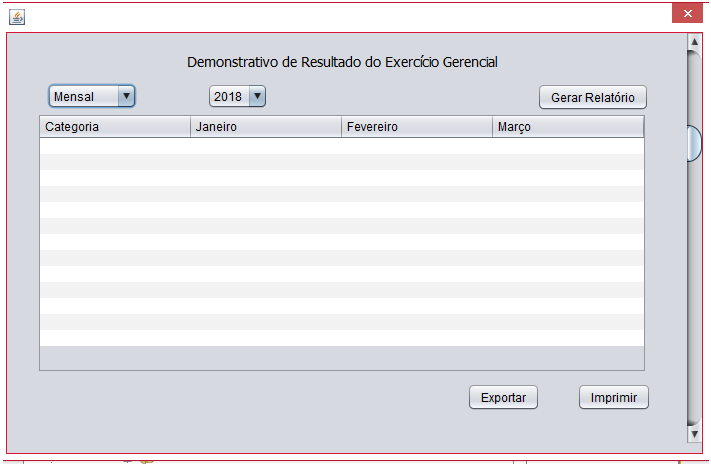 Demonstrativo de Resultado do Exercício Gerencial
Mensal 2018 Gerar Relatório
Categoria Janeiro Fevereiro Março
Exportar Imprimir